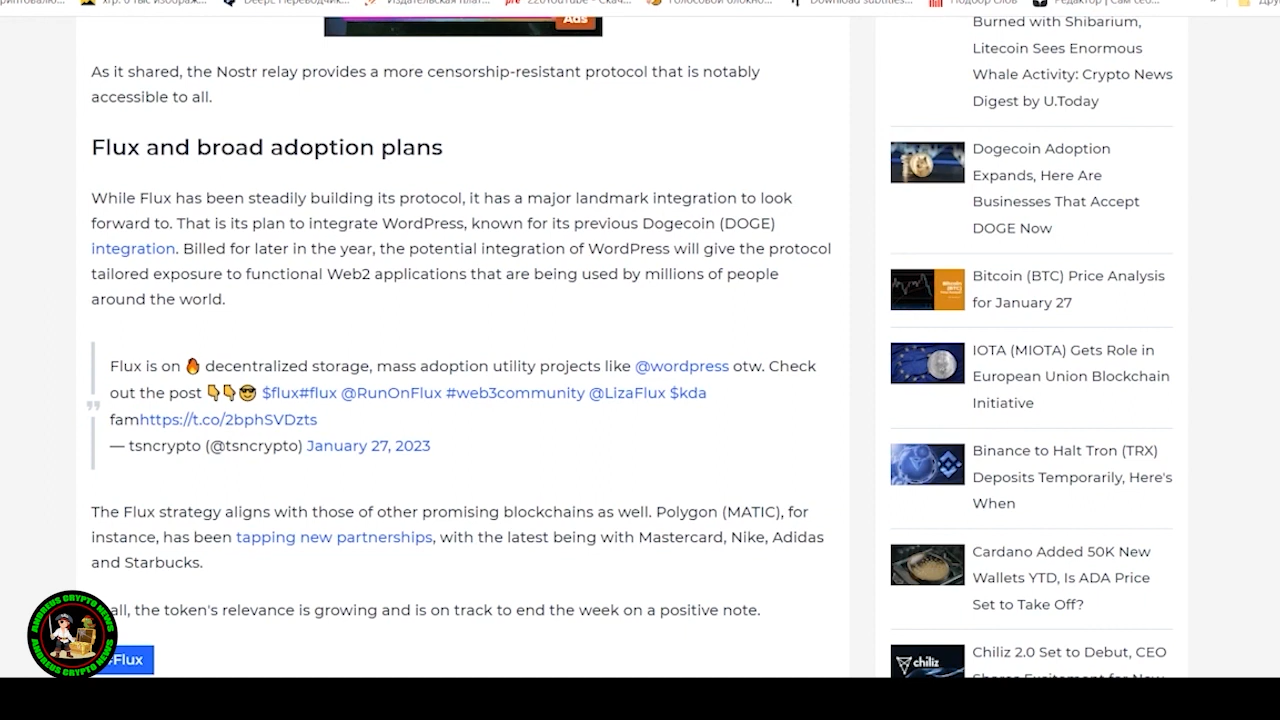 Ads
As it shared, the Nostr relay provides a more censorship-resistant protocol that is notably
accessible to all.
Flux and broad adoption plans
While Flux has been steadily building its protocol, it has a major landmark integration to look
forward to. That is its plan to integrate WordPress, known for its previous Dogecoin (DOGE)
integration. Billed for later in the year, the potential integration of WordPress will give the protocol
tailored exposure to functional Web2 applications that are being used by millions of people
around the world.
Flux is on 🔥 decentralized storage, mass adoption utility projects like @wordpress otw. Check
out the post 👇👇😎 $flux#flux @RunOnFlux #web3community @LizaFlux $kda
famhttps://t.co/2bphSVDzts
— tsncrypto (@tsncrypto) January 27, 2023
The Flux strategy aligns with those of other promising blockchains as well. Polygon (MATIC), for
instance, has been tapping new partnerships, with the latest being with Mastercard, Nike, Adidas
and Starbucks.
all, the token's relevance is growing and is on track to end the week on a positive note.
#Flux
ANDREUS CRYPTO NEWS
ANDREUS CRYPTO NEWS
Burned with Shibarium,
Litecoin Sees Enormous
Whale Activity: Crypto News
Digest by U.Today
Dogecoin Adoption
Expands, Here Are
Businesses That Accept
DOGE Now
Bitcoin (BTC) Price Analysis
for January 27
IOTA (MIOTA) Gets Role in
European Union Blockchain
Initiative
Binance to Halt Tron (TRX)
Deposits Temporarily, Here's
When
Cardano Added 50K New
Wallets YTD, Is ADA Price
Set to Take Off?
chiliz
Chiliz 2.0 Set to Debut, CEO